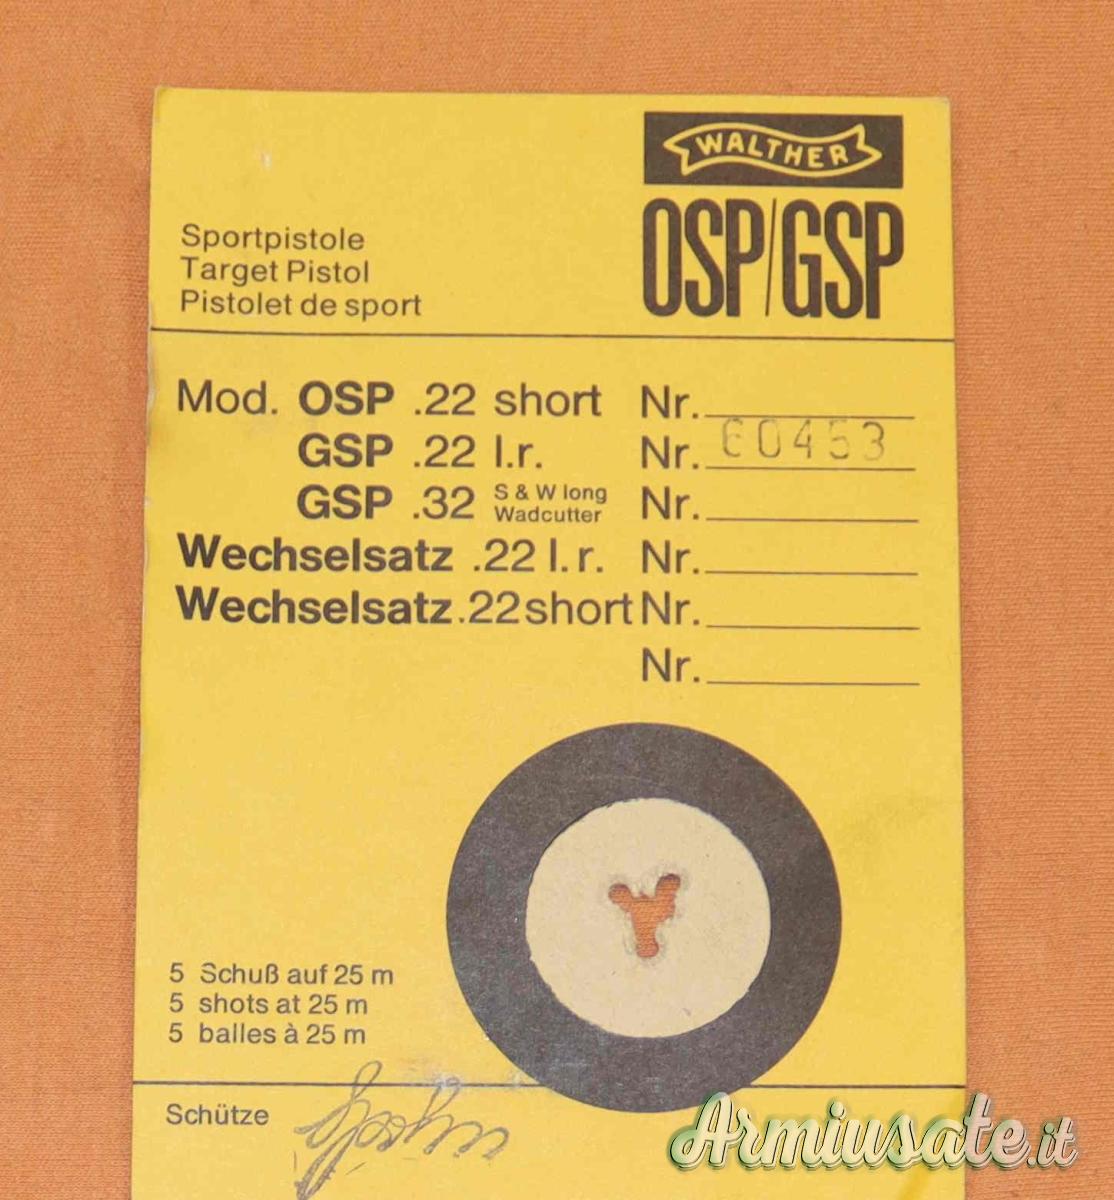 WALTHER
OSP/GSP
Sportpistole
Target Pistol
Pistolet de sport
Mod. OSP .22 short Nr.
GSP .22 l.r. Nr. 60453
GSP .32 S & W long Wadcutter Nr.
Wechselsatz .22 l.r. Nr.
Wechselsatz .22 short Nr.
Nr.
5 Schuß auf 25 m
5 shots at 25 m
5 balles à 25 m
Schütze
Armiusate.it